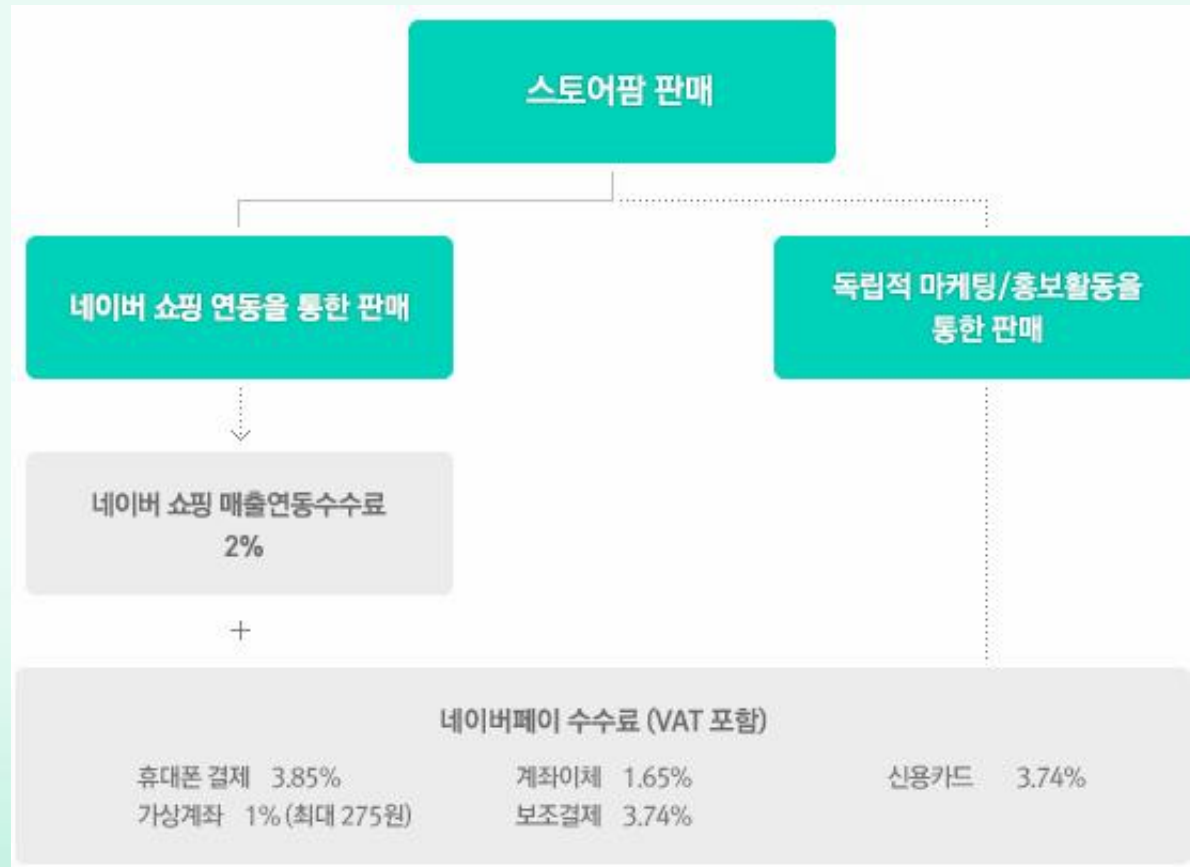 스토어팜 판매
네이버 쇼핑 연동을 통한 판매
독립적 마케팅/홍보활동을
통한 판매
네이버 쇼핑 매출연동수수료
2%
+
네이버페이 수수료 (VAT 포함)
휴대폰 결제 3.85% 계좌이체 1.65% 신용카드 3.74%
가상계좌 1% (최대 275원) 보조결제 3.74%